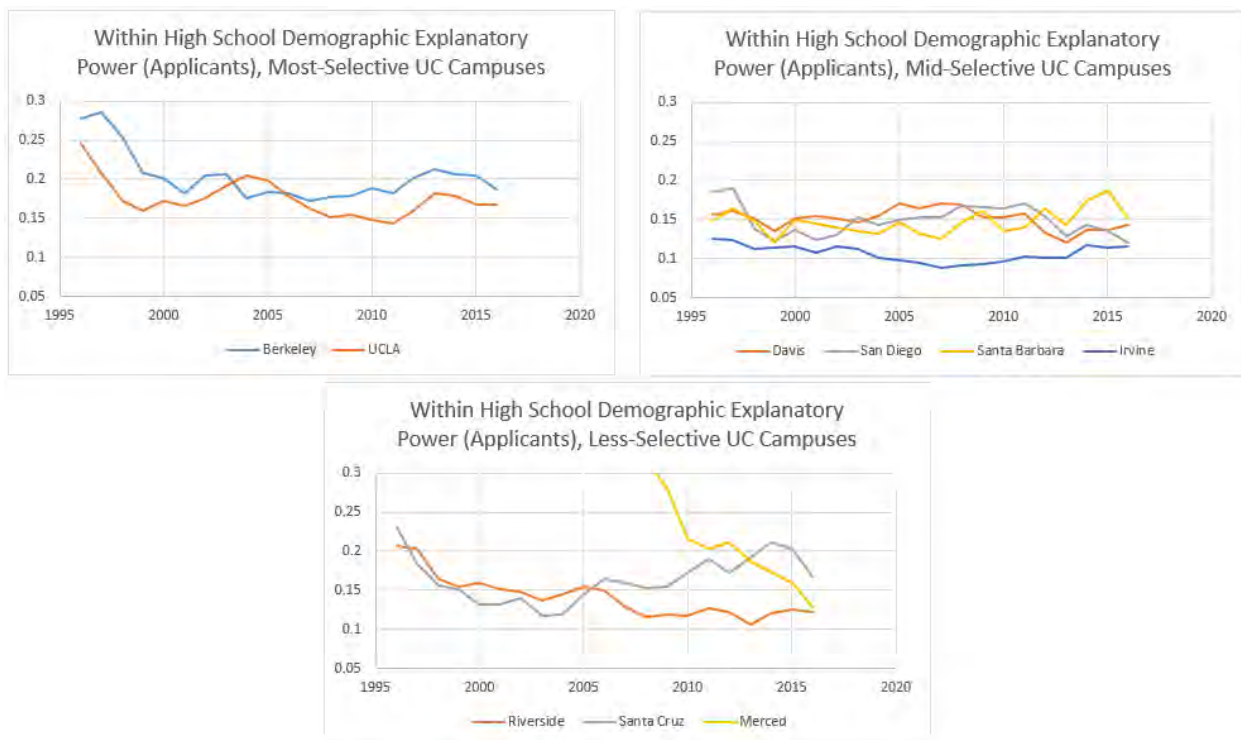 Within High School Demographic Explanatory
Power (Applicants), Most-Selective UC Campuses
0.3
0.25
0.2
0.15
0.1
0.05
1995 2000 2005 2010 2015 2020
Berkeley UCLA
Within High School Demographic Explanatory
Power (Applicants), Mid-Selective UC Campuses
0.3
0.25
0.2
0.15
0.1
0.05
1995 2000 2005 2010 2015 2020
Davis San Diego Santa Barbara Irvine
Within High School Demographic Explanatory
Power (Applicants), Less-Selective UC Campuses
0.3
0.25
0.2
0.15
0.1
0.05
1995 2000 2005 2010 2015 2020
Riverside Santa Cruz Merced